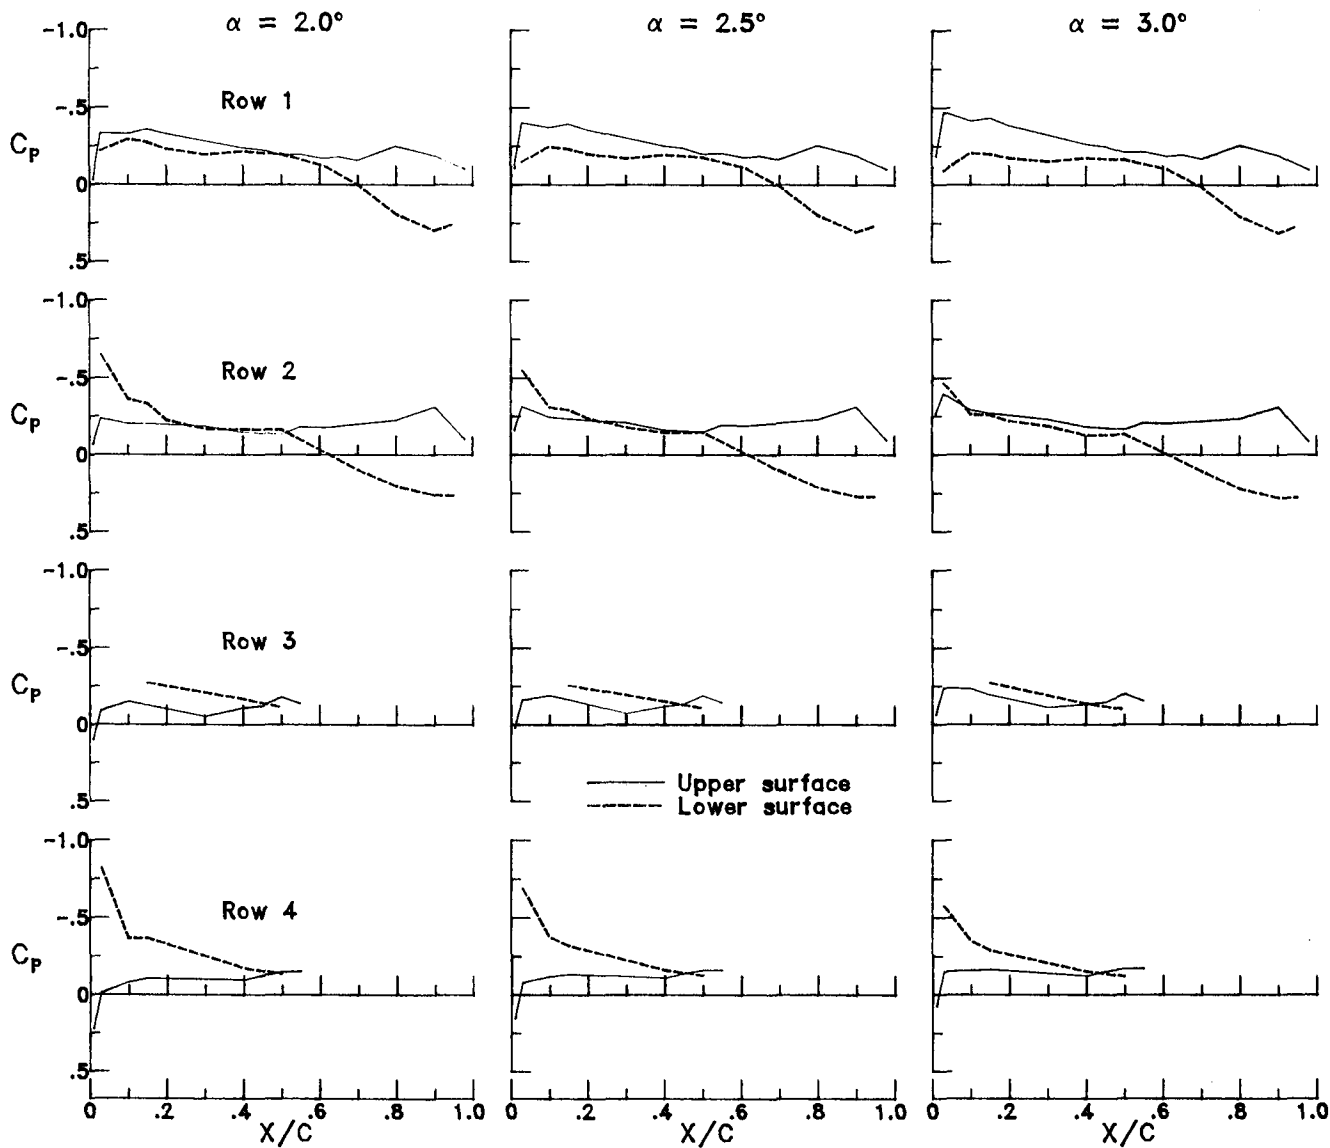 α = 2.0° α = 2.5° α = 3.0°
-1.0
-.5
Row 1
Cp
0
.5
-1.0
-.5
Row 2
Cp
0
.5
-1.0
-.5
Row 3
Cp
0
.5
Upper surface
Lower surface
-1.0
-.5
Row 4
Cp
0
.5
0 .2 .4 .6 .8 1.0 0 .2 .4 .6 .8 1.0 0 .2 .4 .6 .8 1.0
X/C X/C X/C